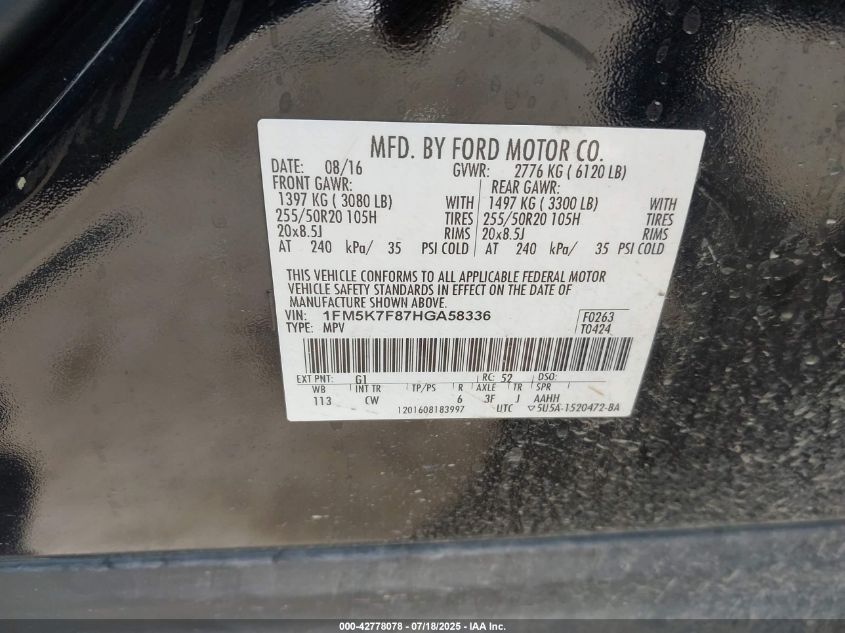 MFD. BY FORD MOTOR CO.
DATE: 08/16 GVWR: 2776 KG ( 6120 LB)
FRONT GAWR: REAR GAWR:
1397 KG ( 3080 LB) WITH 1497 KG ( 3300 LB) WITH
255/50R20 105H TIRES 255/50R20 105H TIRES
20x8.5J RIMS 20x8.5J RIMS
AT 240 kPa/ 35 PSI COLD AT 240 kPa/ 35 PSI COLD
THIS VEHICLE CONFORMS TO ALL APPLICABLE FEDERAL MOTOR
VEHICLE SAFETY STANDARDS IN EFFECT ON THE DATE OF
MANUFACTURE SHOWN ABOVE.
VIN: 1FM5K7F87HGA58336 F0263
TYPE: MPV T0424
EXT PNT: G1 RC: 52 DSO:
WB INT TR TP/PS R AXLE TR SPR
113 CW 6 3F J AAHH
1201608183997 UTC ▽5U5A-1520472-BA
000-42778078 - 07/18/2025 - IAA Inc.